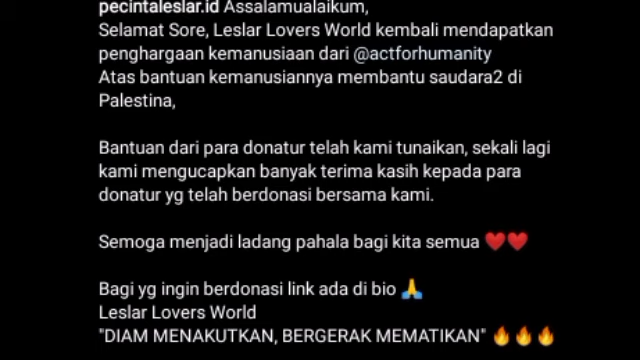 pecintaleslar.id Assalamualaikum,
Selamat Sore, Leslar Lovers World kembali mendapatkan
penghargaan kemanusiaan dari @actforhumanity
Atas bantuan kemanusiaannya membantu saudara2 di
Palestina,
Bantuan dari para donatur telah kami tunaikan, sekali lagi
kami mengucapkan banyak terima kasih kepada para
donatur yg telah berdonasi bersama kami.
Semoga menjadi ladang pahala bagi kita semua ❤️❤️
Bagi yg ingin berdonasi link ada di bio 🙏
Leslar Lovers World
"DIAM MENAKUTKAN, BERGERAK MEMATIKAN" 🔥🔥🔥